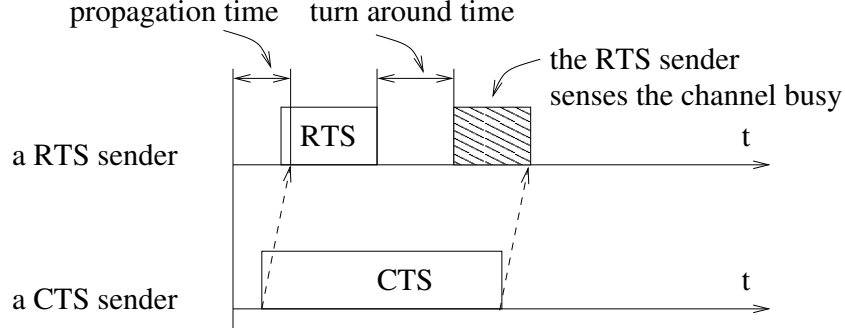 propagation time turn around time
the RTS sender
senses the channel busy
RTS
t
a RTS sender
CTS
t
a CTS sender